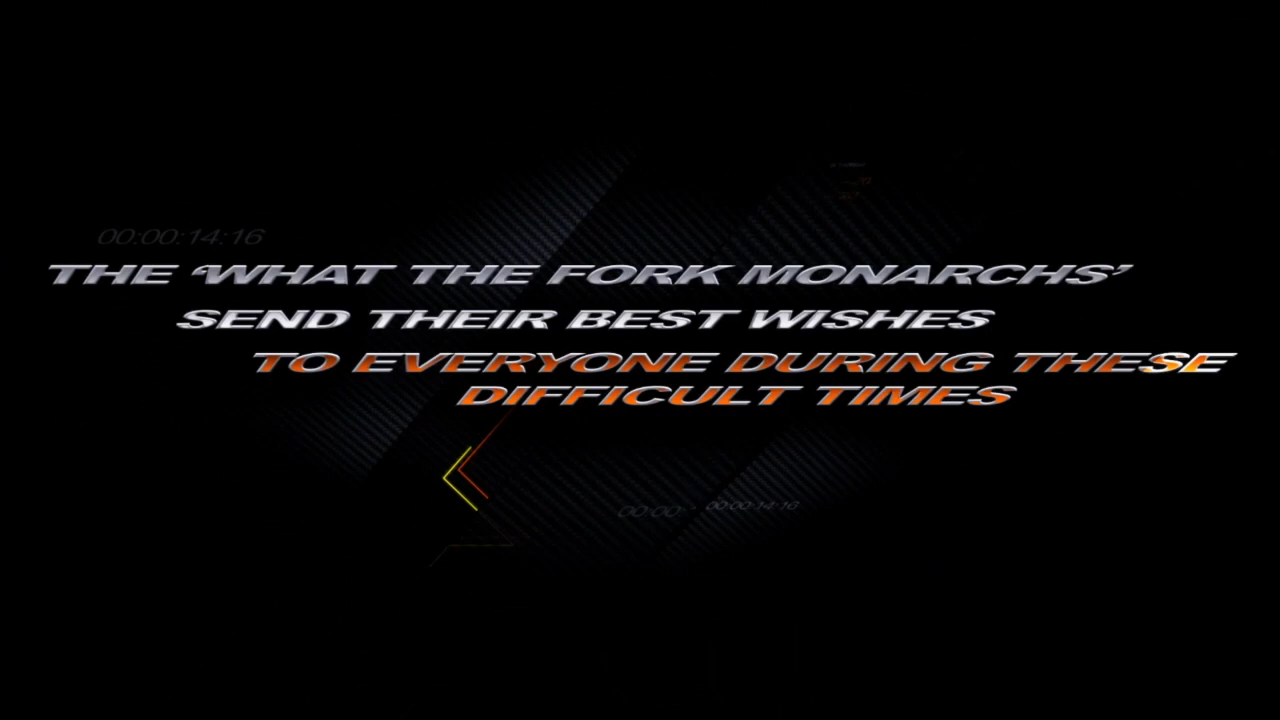 00:00:14:16
THE ‘WHAT THE FORK MONARCHS’
SEND THEIR BEST WISHES
TO EVERYONE DURING THESE
DIFFICULT TIMES
00:00
00:00:14:16